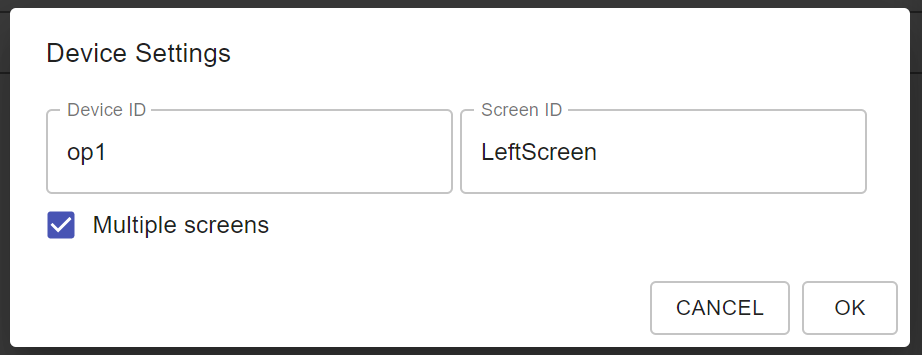 Device Settings
Device ID
Screen ID
op1
LeftScreen
Multiple screens
CANCEL
OK